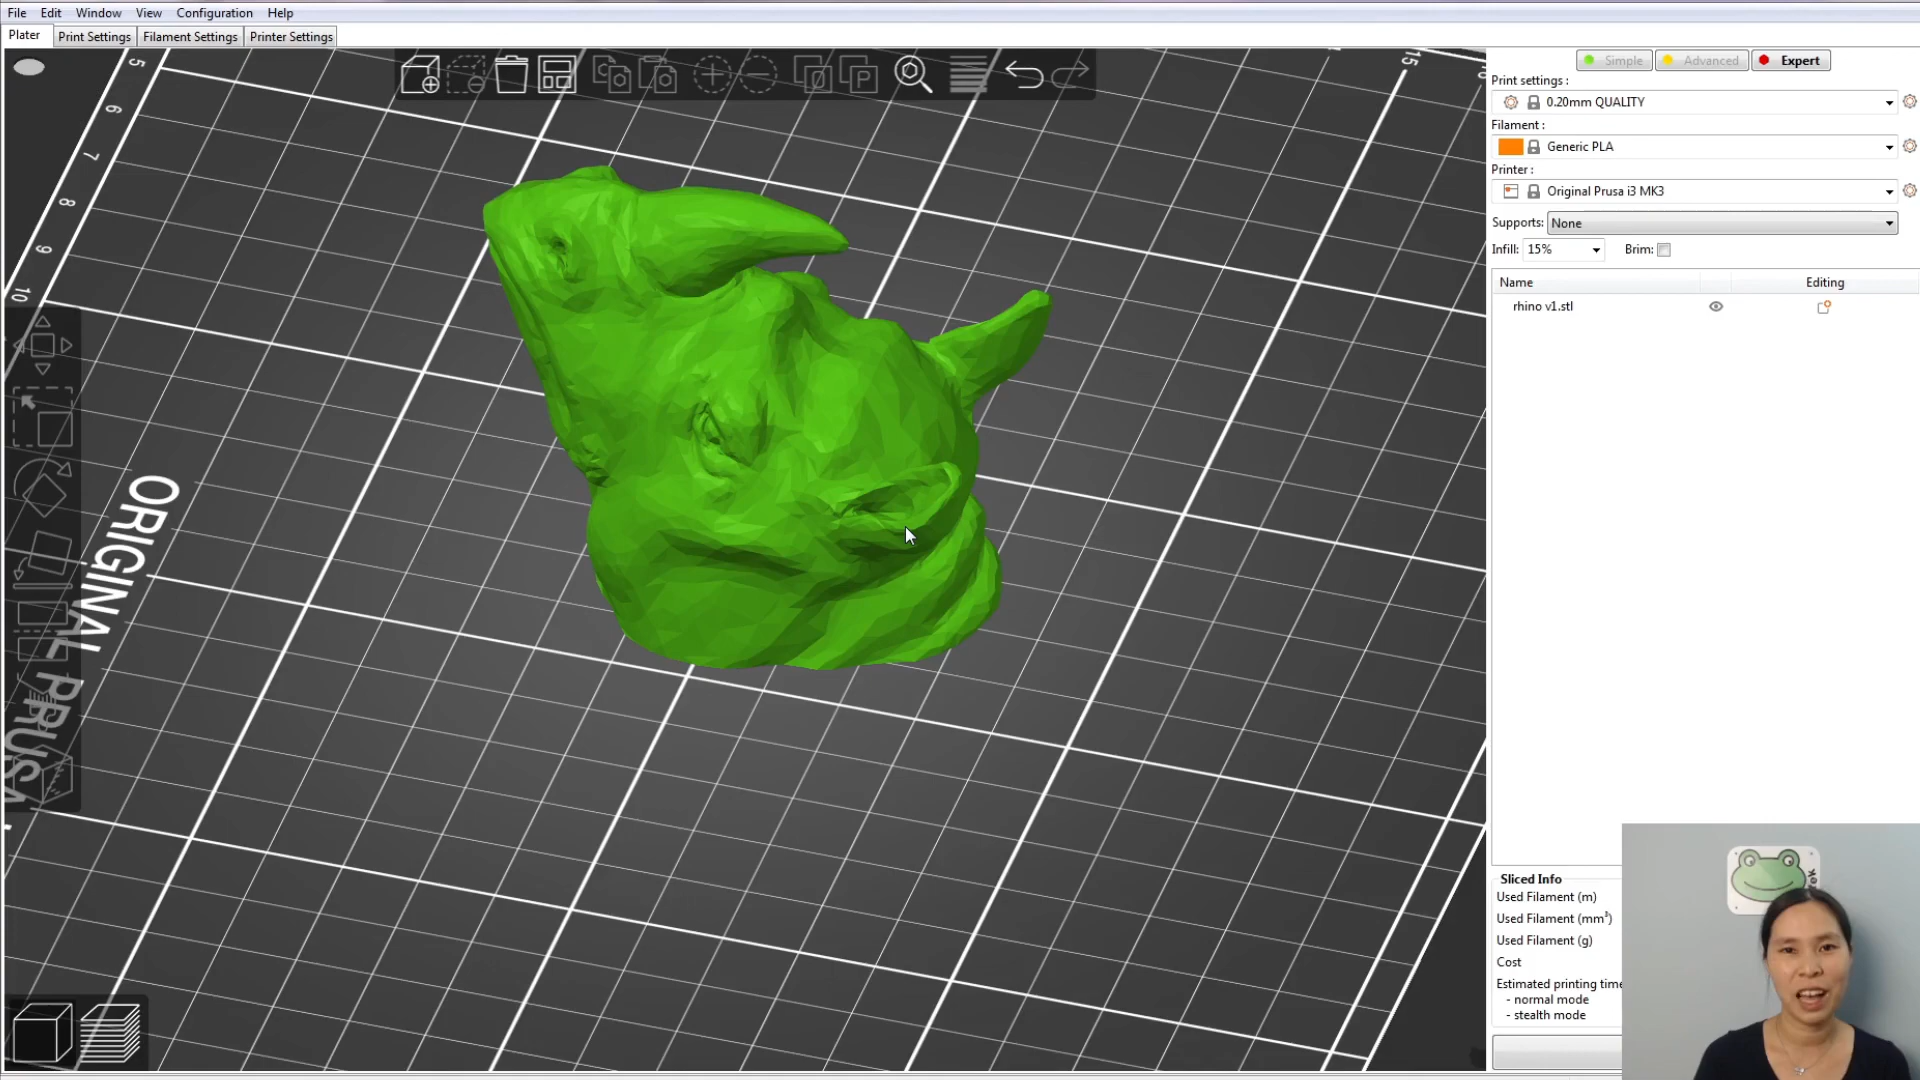 File Edit Window View Configuration Help
Plater Print Settings Filament Settings Printer Settings
Simple Advanced Expert
Print settings :
0.20mm QUALITY
Filament :
Generic PLA
Printer :
Original Prusa i3 MK3
Supports: None
Infill: 15% Brim:
Name Editing
rhino v1.stl
5
6
7
8
9
10
15
ORIGINAL PRUSA
Sliced Info
Used Filament (m)
Used Filament (mm³)
Used Filament (g)
Cost
Estimated printing time
- normal mode
- stealth mode